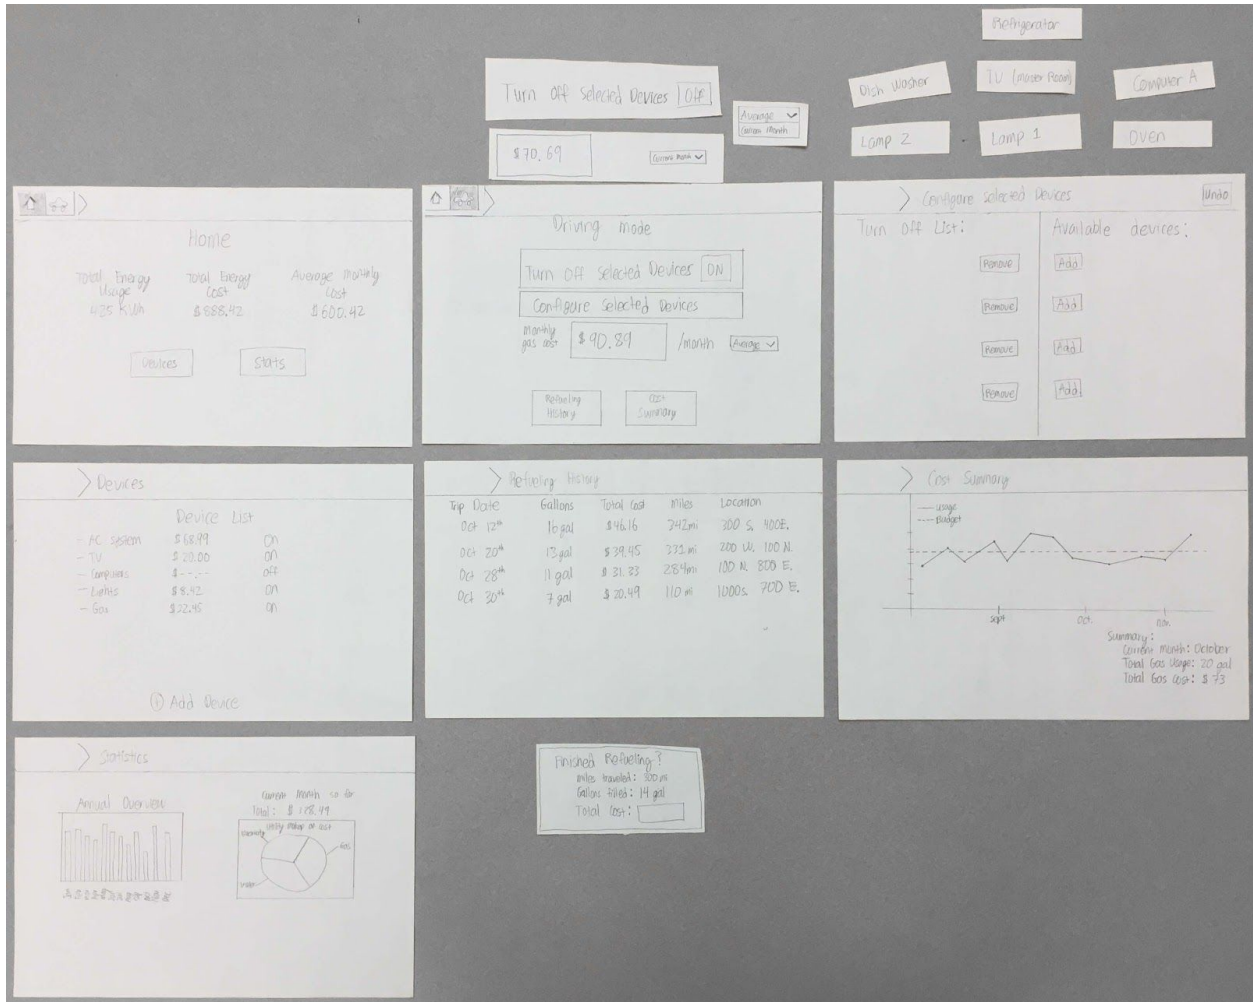 Refrigerator
Turn Off Selected Devices Off
Dish Washer
TV (Master Room)
Computer A
Average
Current Month
Lamp 2
Lamp 1
Oven
$70.69
Current Month
Home
Total Energy Usage
435 KWh
Total Energy Cost
$888.42
Average Monthly Cost
$600.42
Devices
Stats
Driving mode
Turn Off Selected Devices ON
Configure Selected Devices
Monthly gas cost
$90.89
/month
Average
Refueling History
Cost Summary
Configure Selected Devices
Undo
Turn Off List:
Available devices:
Remove
Add
Remove
Add
Remove
Add
Remove
Add
Devices
Device List
- AC System $68.99 On
- TV $20.00 On
- Computers $--.-- Off
- Lights $8.42 On
- Gas $22.45 On
+ Add Device
Refueling History
Trip Date Gallons Total Cost Miles Location
Oct 12th 16 gal $46.16 342mi 300 S. 400E.
Oct 20th 13 gal $39.45 331 mi 200 W. 100 N.
Oct 28th 11 gal $31.33 284mi 100 N. 800 E.
Oct 30th 7 gal $20.49 110 mi 1000s. 700 E.
Cost Summary
Usage
Budget
sept
Oct.
nov.
Summary:
Current month: October
Total Gas Usage: 20 gal
Total Gas Cost: $73
Statistics
Annual Overview
Current Month so far
Total: $178.49
Gas
Water
Finished Refueling?
Miles traveled: 300 mi
Gallons filled: 14 gal
Total Cost: